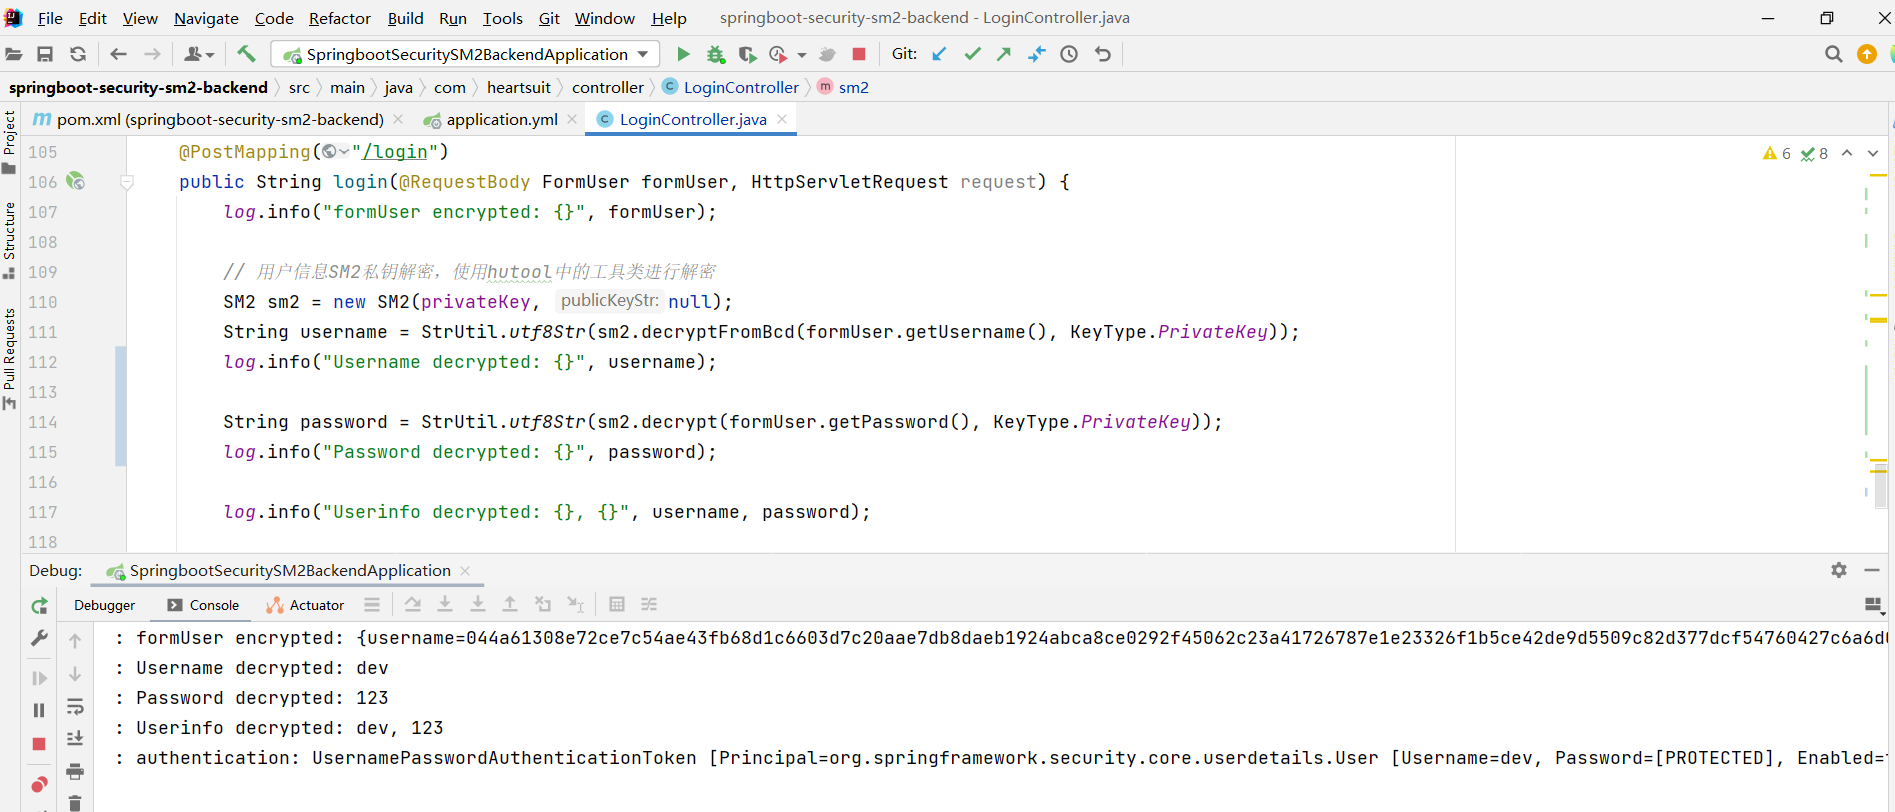 File Edit View Navigate Code Refactor Build Run Tools Git Window Help springboot-security-sm2-backend - LoginController.java
SpringbootSecuritySM2BackendApplication Git:
springboot-security-sm2-backend src main java com heartsuit controller LoginController sm2
pom.xml (springboot-security-sm2-backend) application.yml LoginController.java
Project
Structure
Pull Requests
6 8
105 @PostMapping("/login")
106 public String login(@RequestBody FormUser formUser, HttpServletRequest request) {
107 log.info("formUser encrypted: {}", formUser);
108
109 // 用户信息SM2私钥解密，使用hutool中的工具类进行解密
110 SM2 sm2 = new SM2(privateKey, publicKeyStr: null);
111 String username = StrUtil.utf8Str(sm2.decryptFromBcd(formUser.getUsername(), KeyType.PrivateKey));
112 log.info("Username decrypted: {}", username);
113
114 String password = StrUtil.utf8Str(sm2.decrypt(formUser.getPassword(), KeyType.PrivateKey));
115 log.info("Password decrypted: {}", password);
116
117 log.info("Userinfo decrypted: {}, {}", username, password);
118
Debug: SpringbootSecuritySM2BackendApplication
Debugger Console Actuator
: formUser encrypted: {username=044a61308e72ce7c54ae43fb68d1c6603d7c20aae7db8daeb1924abca8ce0292f45062c23a41726787e1e23326f1b5ce42de9d5509c82d377dcf54760427c6a6d
: Username decrypted: dev
: Password decrypted: 123
: Userinfo decrypted: dev, 123
: authentication: UsernamePasswordAuthenticationToken [Principal=org.springframework.security.core.userdetails.User [Username=dev, Password=[PROTECTED], Enabled=